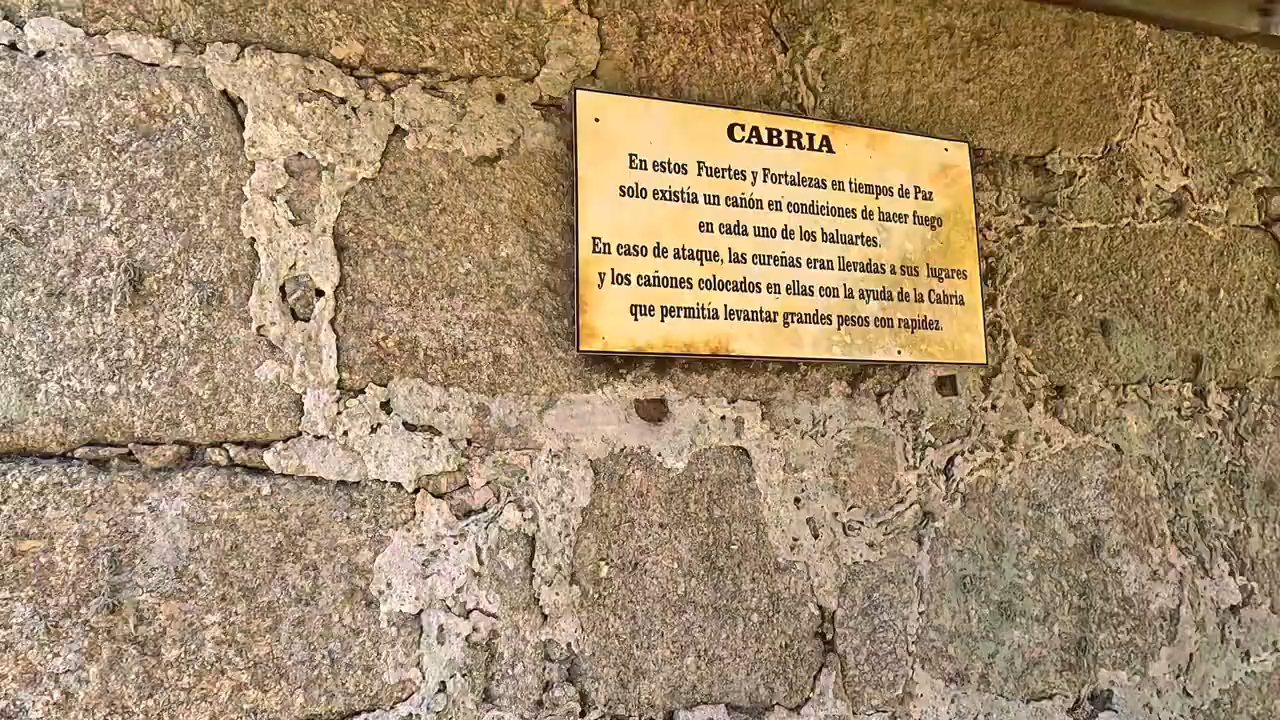 CABRIA
En estos Fuertes y Fortalezas en tiempos de Paz
solo existía un cañón en condiciones de hacer fuego
en cada uno de los baluartes.
En caso de ataque, las cureñas eran llevadas a sus lugares
y los cañones colocados en ellas con la ayuda de la Cabria
que permitía levantar grandes pesos con rapidez.